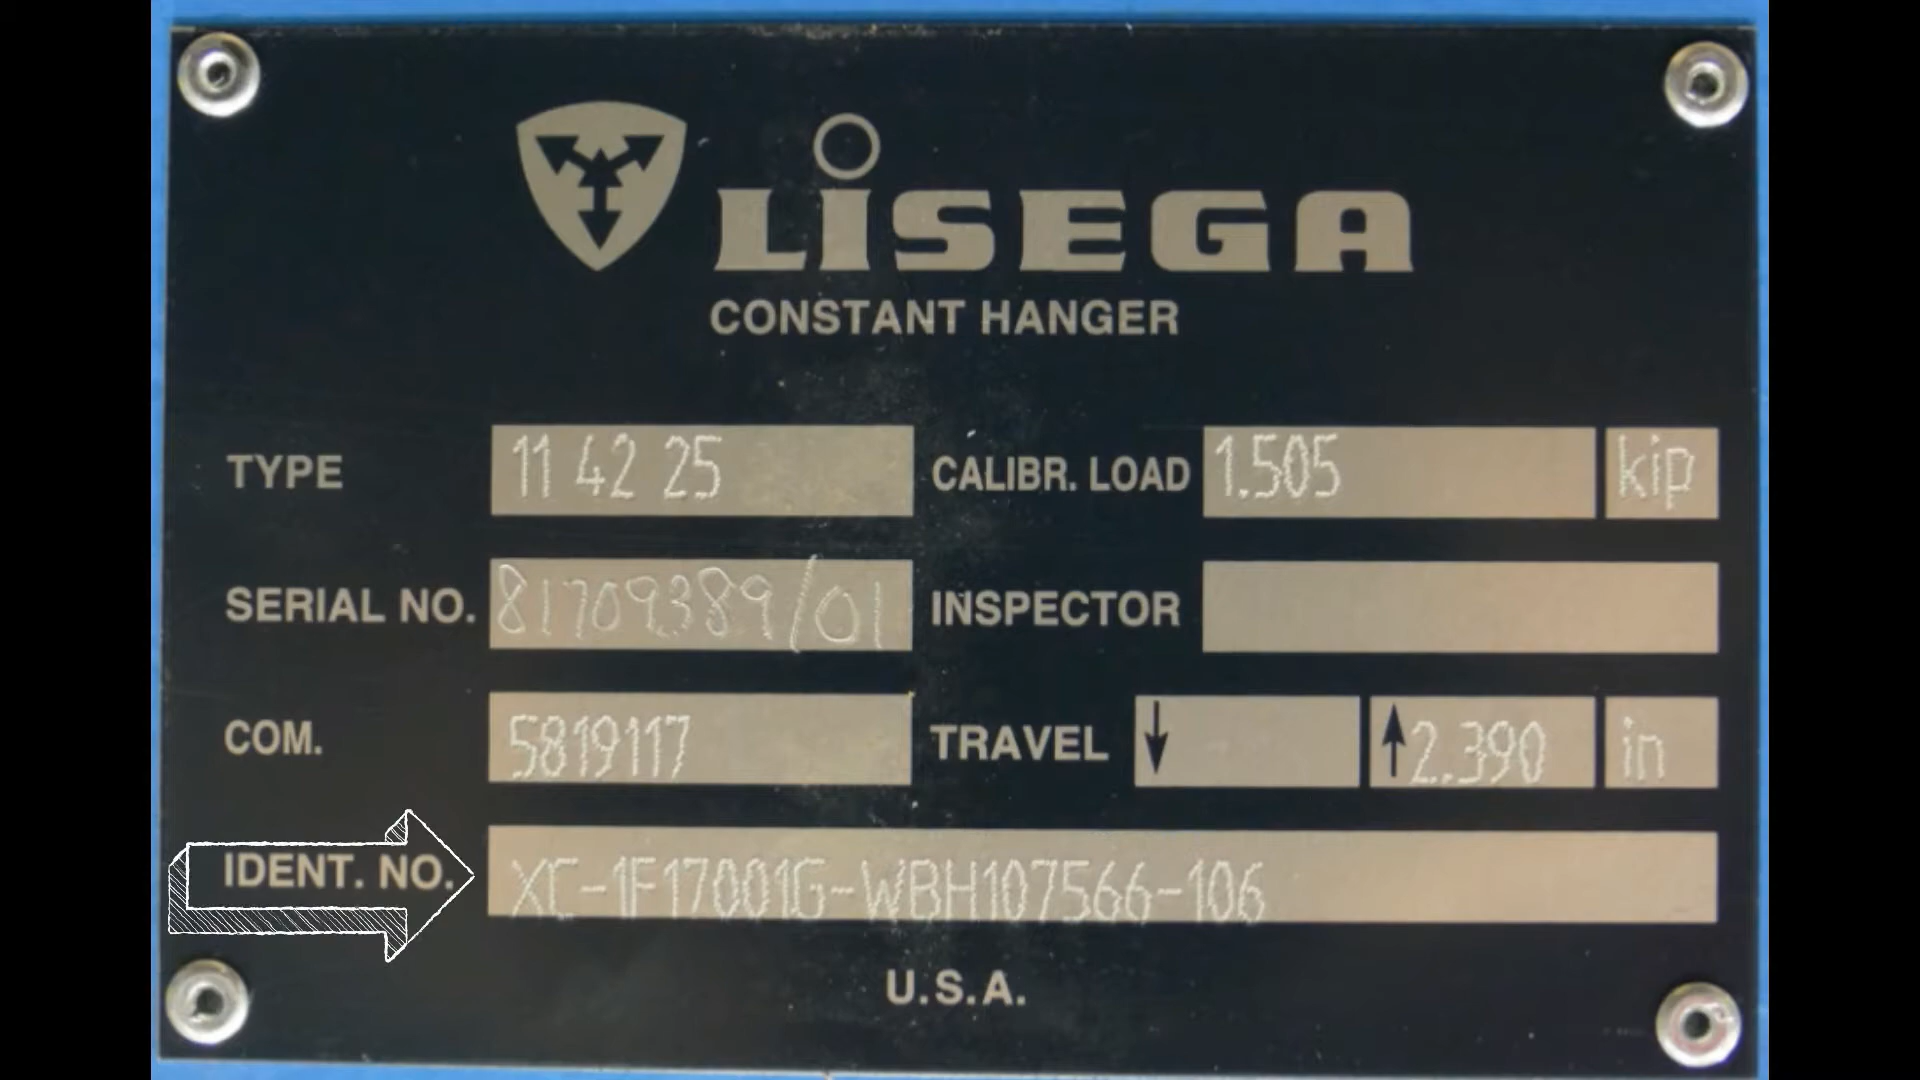 LiSEGA
CONSTANT HANGER
TYPE 11 42 25 CALIBR. LOAD 1.505 kip
SERIAL NO. 81709389/01 INSPECTOR
COM. 5819117 TRAVEL ↓ ↑ 2.390 in
IDENT. NO. XC-1F17001G-WBH107566-106
U.S.A.